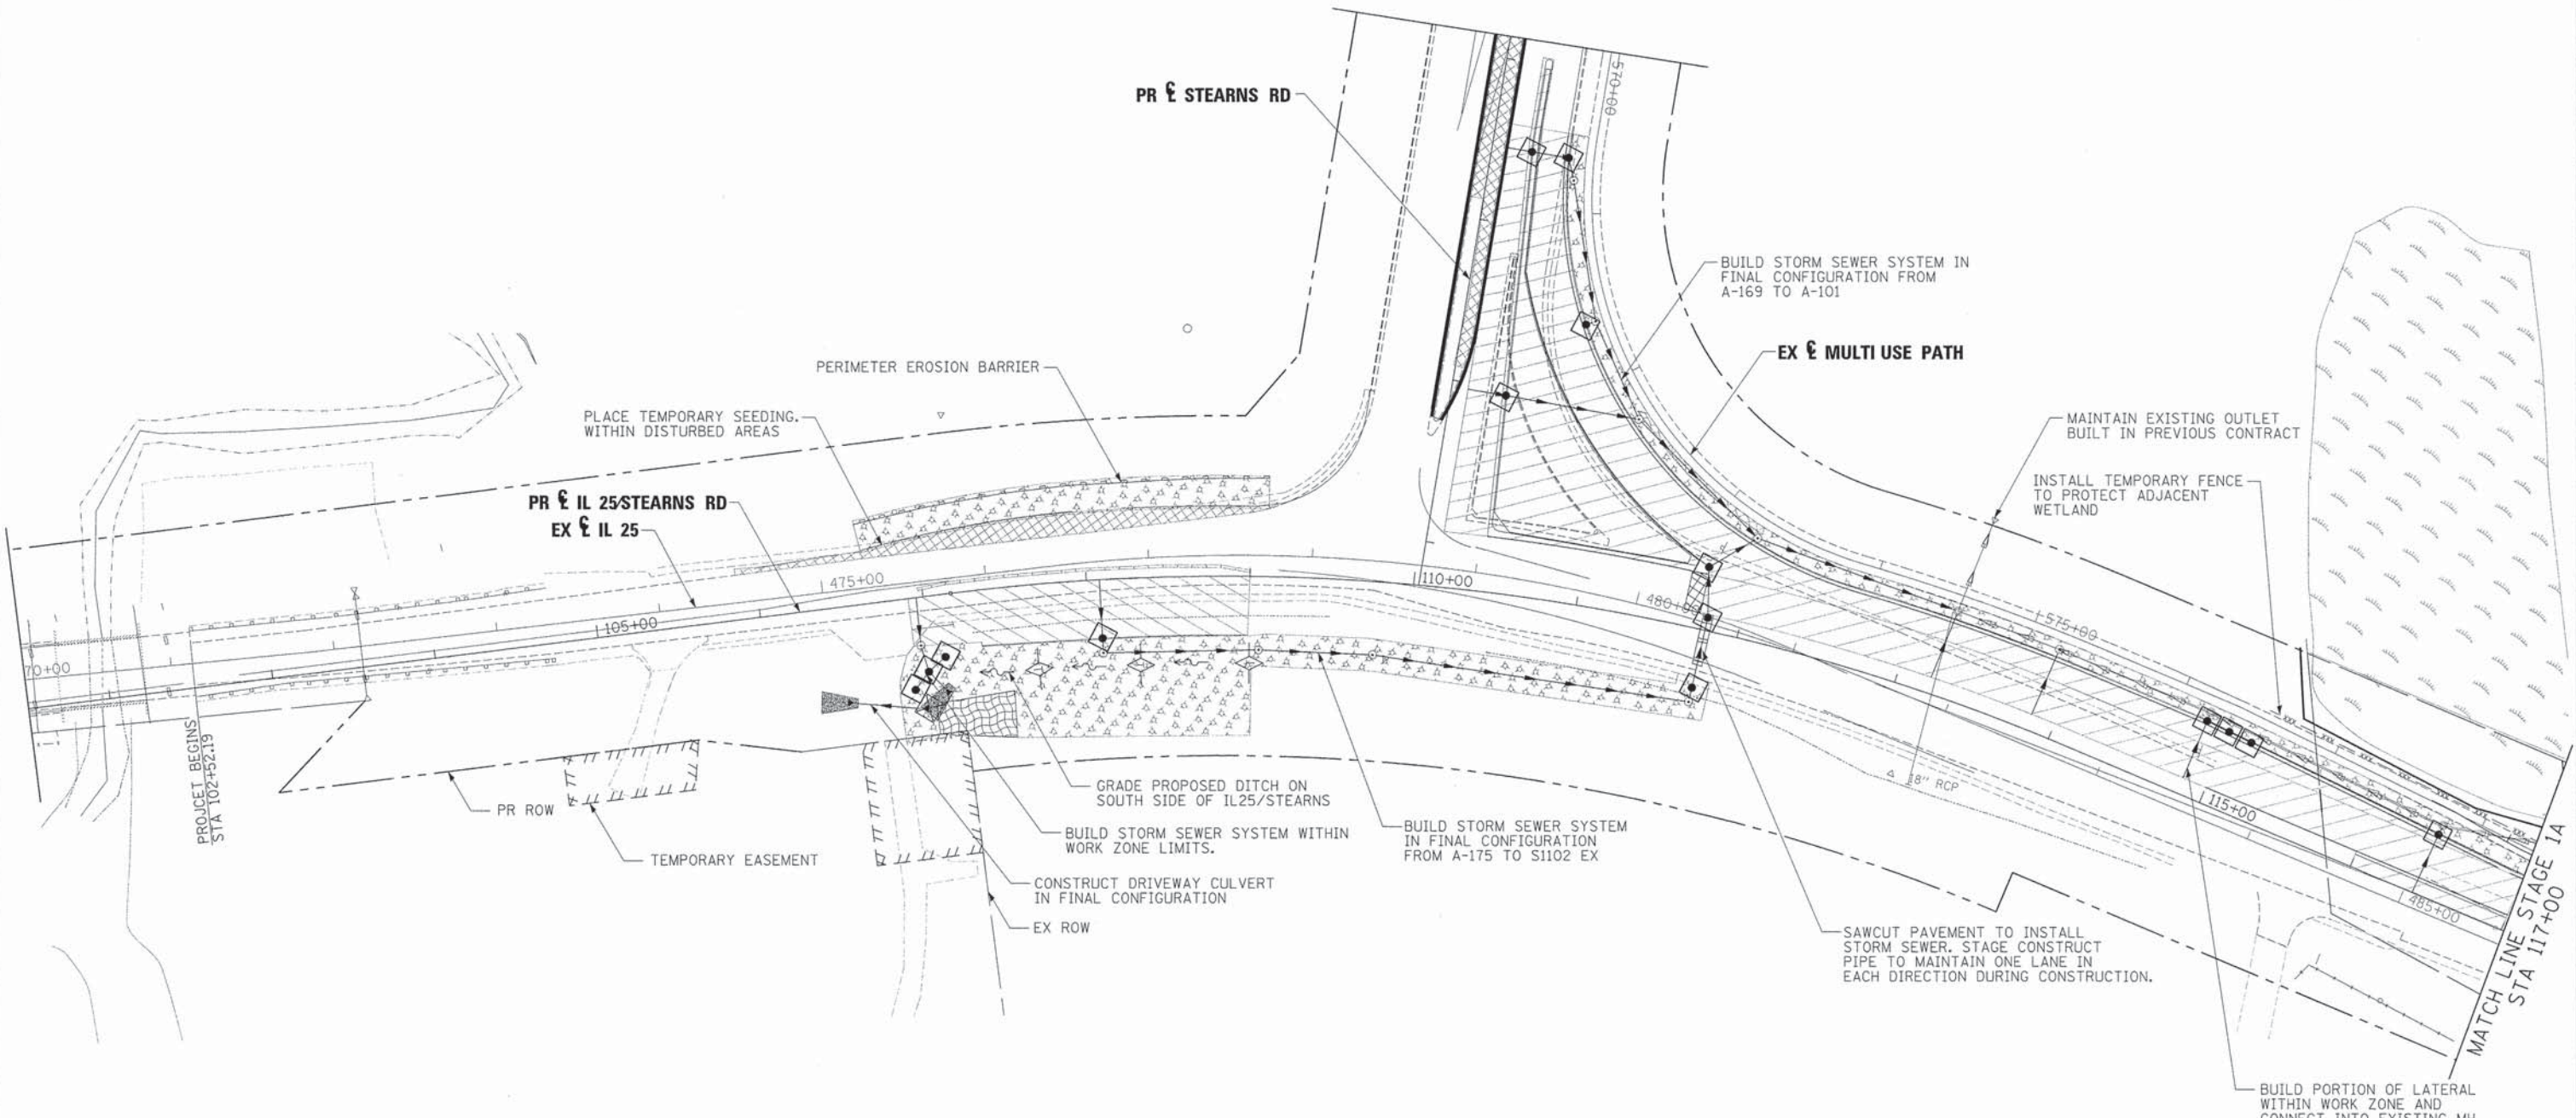 PR ℄ STEARNS RD
570+00
BUILD STORM SEWER SYSTEM IN
FINAL CONFIGURATION FROM
A-169 TO A-101
EX ℄ MULTI USE PATH
PERIMETER EROSION BARRIER
PLACE TEMPORARY SEEDING.
WITHIN DISTURBED AREAS
MAINTAIN EXISTING OUTLET
BUILT IN PREVIOUS CONTRACT
INSTALL TEMPORARY FENCE
TO PROTECT ADJACENT
WETLAND
PR ℄ IL 25/STEARNS RD
EX ℄ IL 25
475+00
110+00
480+00
105+00
575+00
70+00
PROJCET BEGINS
STA 102+52.19
18" RCP
GRADE PROPOSED DITCH ON
SOUTH SIDE OF IL25/STEARNS
PR ROW
BUILD STORM SEWER SYSTEM WITHIN
WORK ZONE LIMITS.
BUILD STORM SEWER SYSTEM
IN FINAL CONFIGURATION
FROM A-175 TO S1102 EX
115+00
TEMPORARY EASEMENT
CONSTRUCT DRIVEWAY CULVERT
IN FINAL CONFIGURATION
EX ROW
485+00
SAWCUT PAVEMENT TO INSTALL
STORM SEWER. STAGE CONSTRUCT
PIPE TO MAINTAIN ONE LANE IN
EACH DIRECTION DURING CONSTRUCTION.
MATCH LINE STAGE 1A
STA 117+00
BUILD PORTION OF LATERAL
WITHIN WORK ZONE AND
CONNECT INTO EXISTING MH